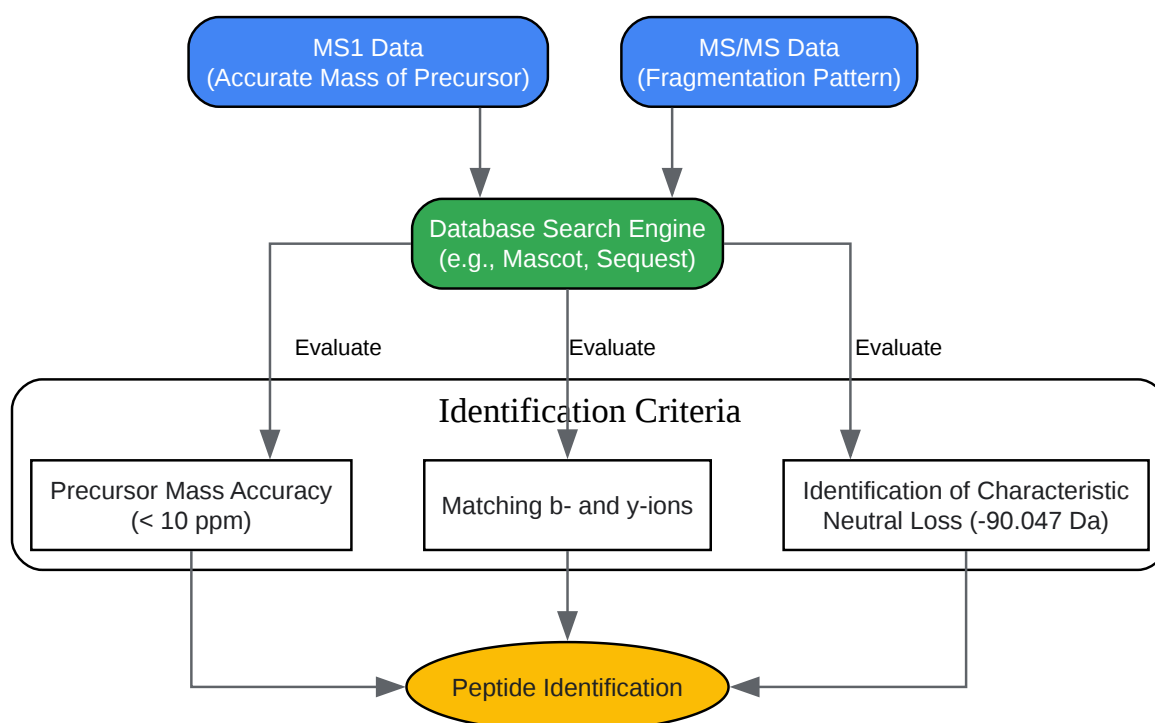 MS1 Data
(Accurate Mass of Precursor)
MS/MS Data
(Fragmentation Pattern)
Database Search Engine
(e.g., Mascot, Sequest)
Evaluate
Evaluate
Evaluate
Identification Criteria
Precursor Mass Accuracy
(< 10 ppm)
Matching b- and y-ions
Identification of Characteristic
Neutral Loss (-90.047 Da)
Peptide Identification